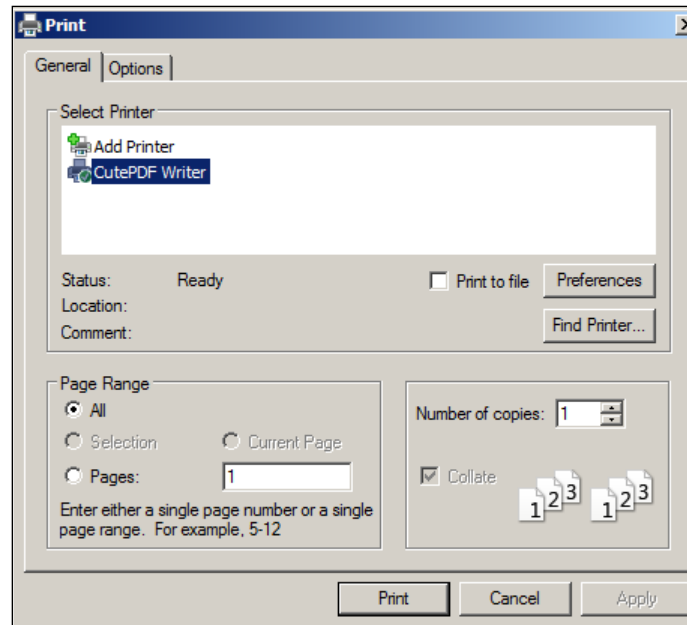 Print
General
Options
Select Printer
Add Printer
CutePDF Writer
Status: Ready
Print to file
Preferences
Location:
Comment:
Find Printer...
Page Range
All
Selection
Current Page
Pages: 1
Enter either a single page number or a single
page range. For example, 5-12
Number of copies: 1
Collate
1 2 3 1 2 3
Print
Cancel
Apply